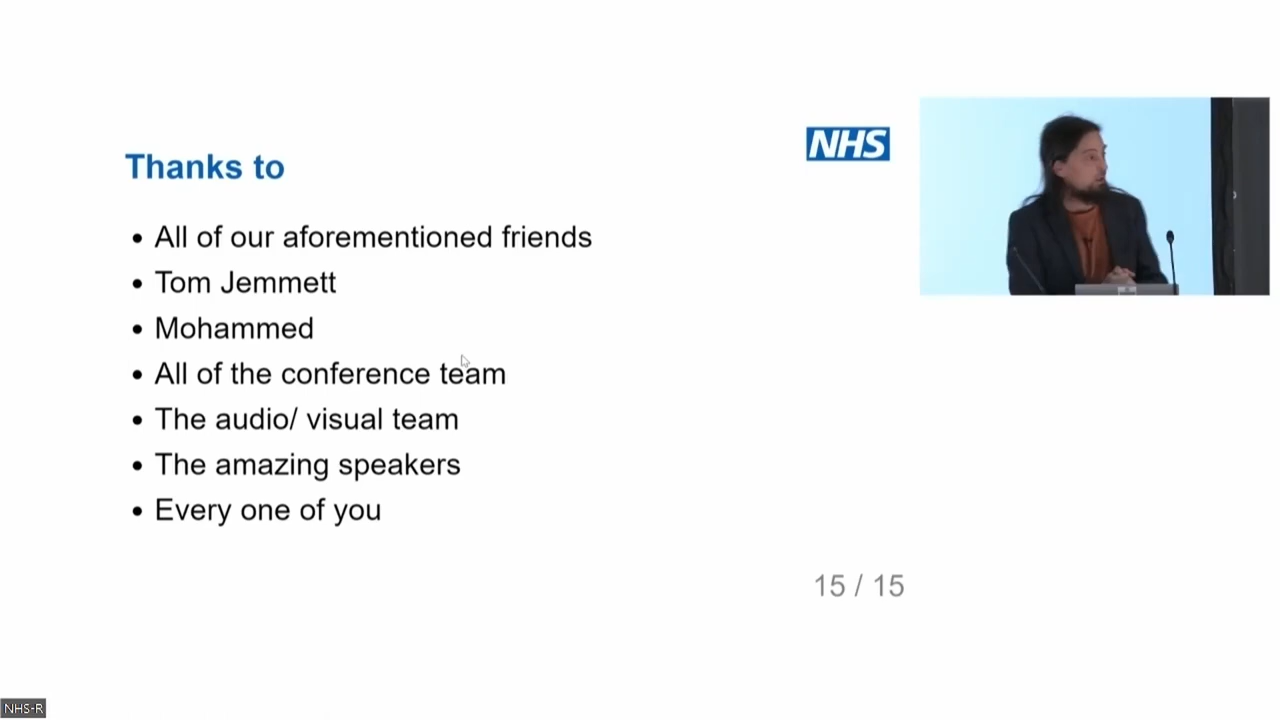 Thanks to
NHS
All of our aforementioned friends
Tom Jemmett
Mohammed
All of the conference team
The audio/ visual team
The amazing speakers
Every one of you
15 / 15
NHS-R